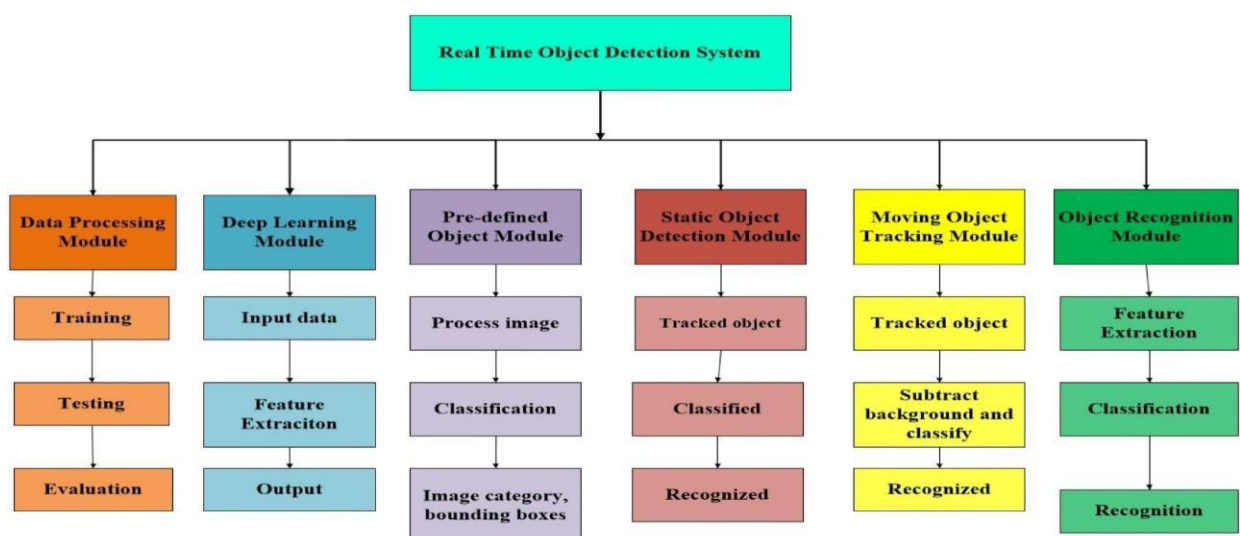 Real Time Object Detection System
Data Processing
Module
Training
Testing
Evaluation
Deep Learning
Module
Input data
Feature
Extraciton
Output
Pre-defined
Object Module
Process image
Classification
Image category,
bounding boxes
Static Object
Detection Module
Tracked object
Classified
Recognized
Moving Object
Tracking Module
Tracked object
Subtract
background and
classify
Recognized
Object Recognition
Module
Feature
Extraction
Classification
Recognition